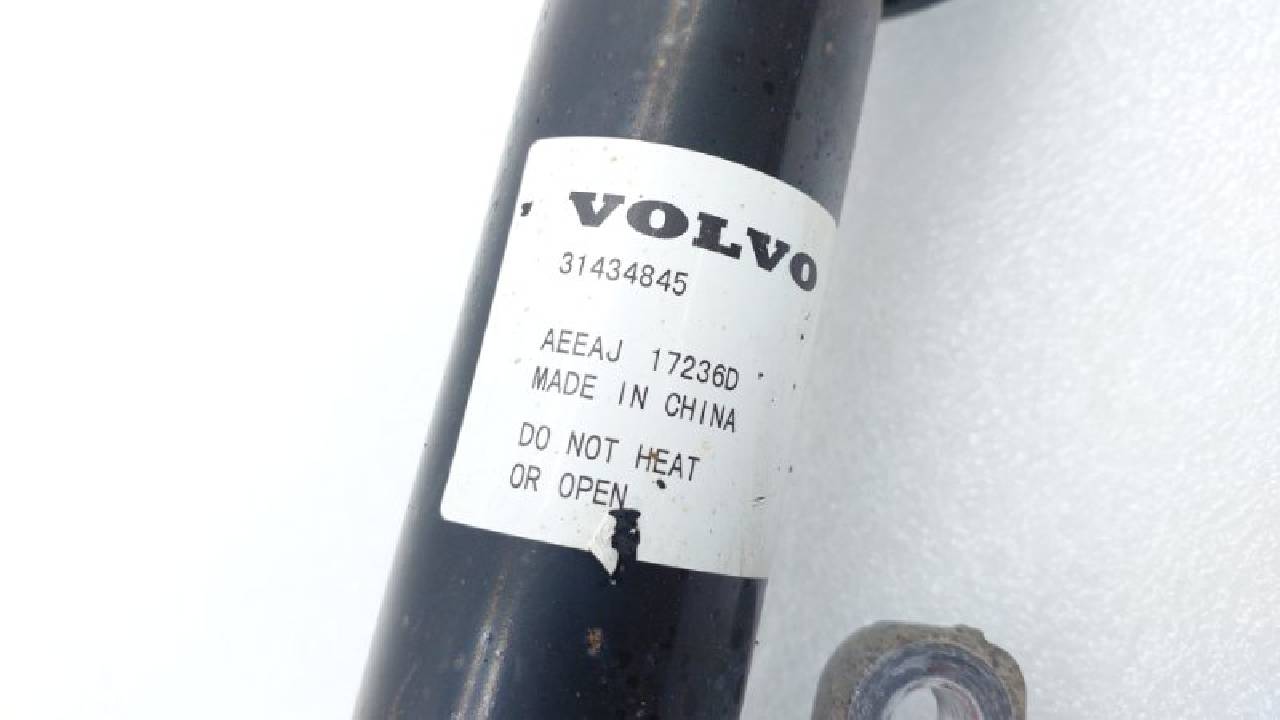 VOLVO
31434845
AEEAJ 17236D
MADE IN CHINA
DO NOT HEAT
OR OPEN